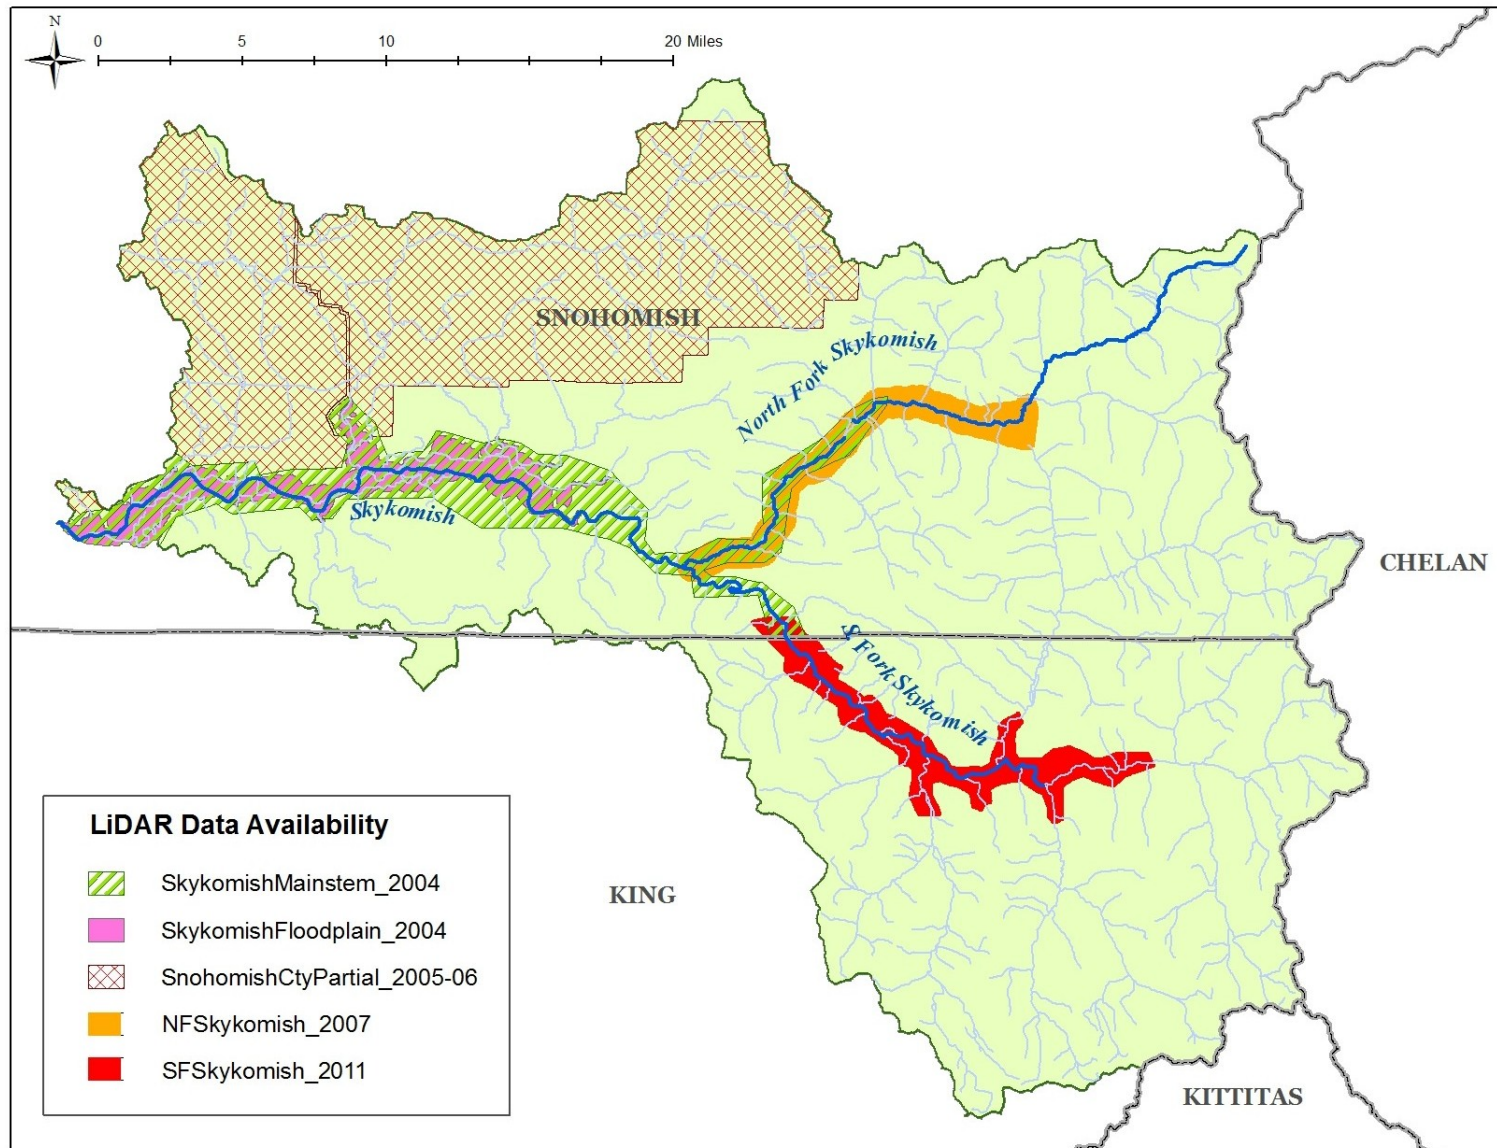 N
0 5 10 20 Miles
SNOHOMISH
North Fork Skykomish
Skykomish
S. Fork Skykomish
CHELAN
KING
KITTITAS
LiDAR Data Availability
SkykomishMainstem_2004
SkykomishFloodplain_2004
SnohomishCtyPartial_2005-06
NFSkykomish_2007
SFSkykomish_2011